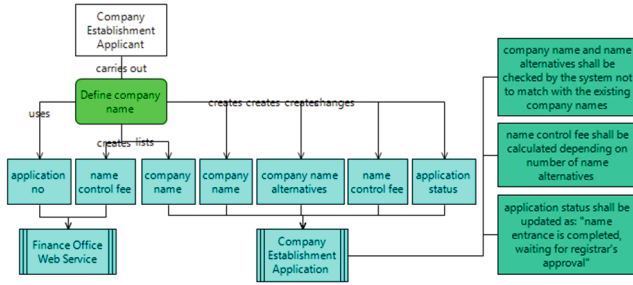 Company
Establishment
Applicant
carries out
Define company
name
uses
creates
lists
creates
creates
creates
changes
application
no
name
control fee
company
name
company
name
company name
alternatives
name
control fee
application
status
Finance Office
Web Service
Company
Establishment
Application
company name and name
alternatives shall be
checked by the system not
to match with the existing
company names
name control fee shall be
calculated depending on
number of name
alternatives
application status shall be
updated as: "name
entrance is completed,
waiting for registrar's
approval"